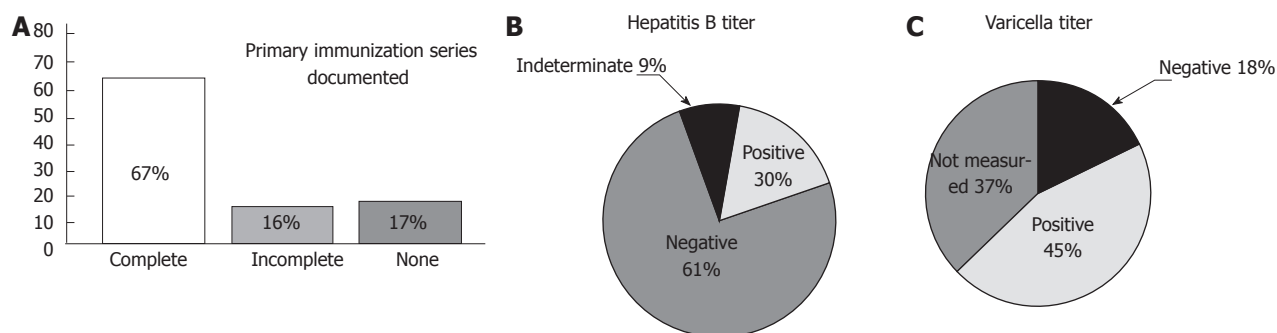 A
80
70
60
50
40
30
20
10
0
Primary immunization series
documented
67%
16%
17%
Complete
Incomplete
None
B
Hepatitis B titer
Indeterminate 9%
Positive
30%
Negative
61%
C
Varicella titer
Negative 18%
Not measur-
ed 37%
Positive
45%